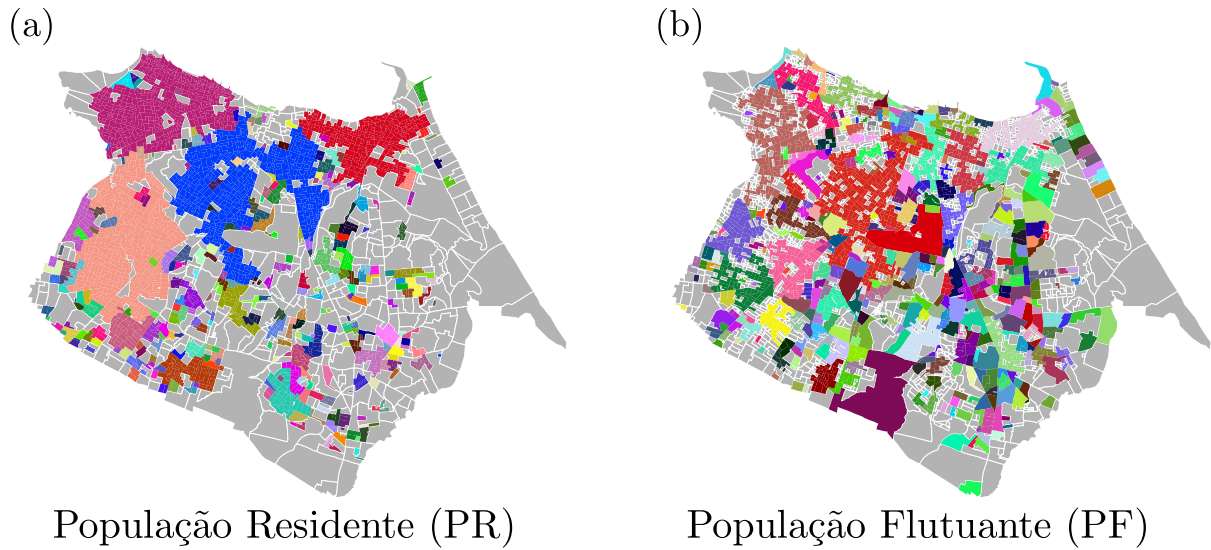 (a)
(b)
População Residente (PR)
População Flutuante (PF)